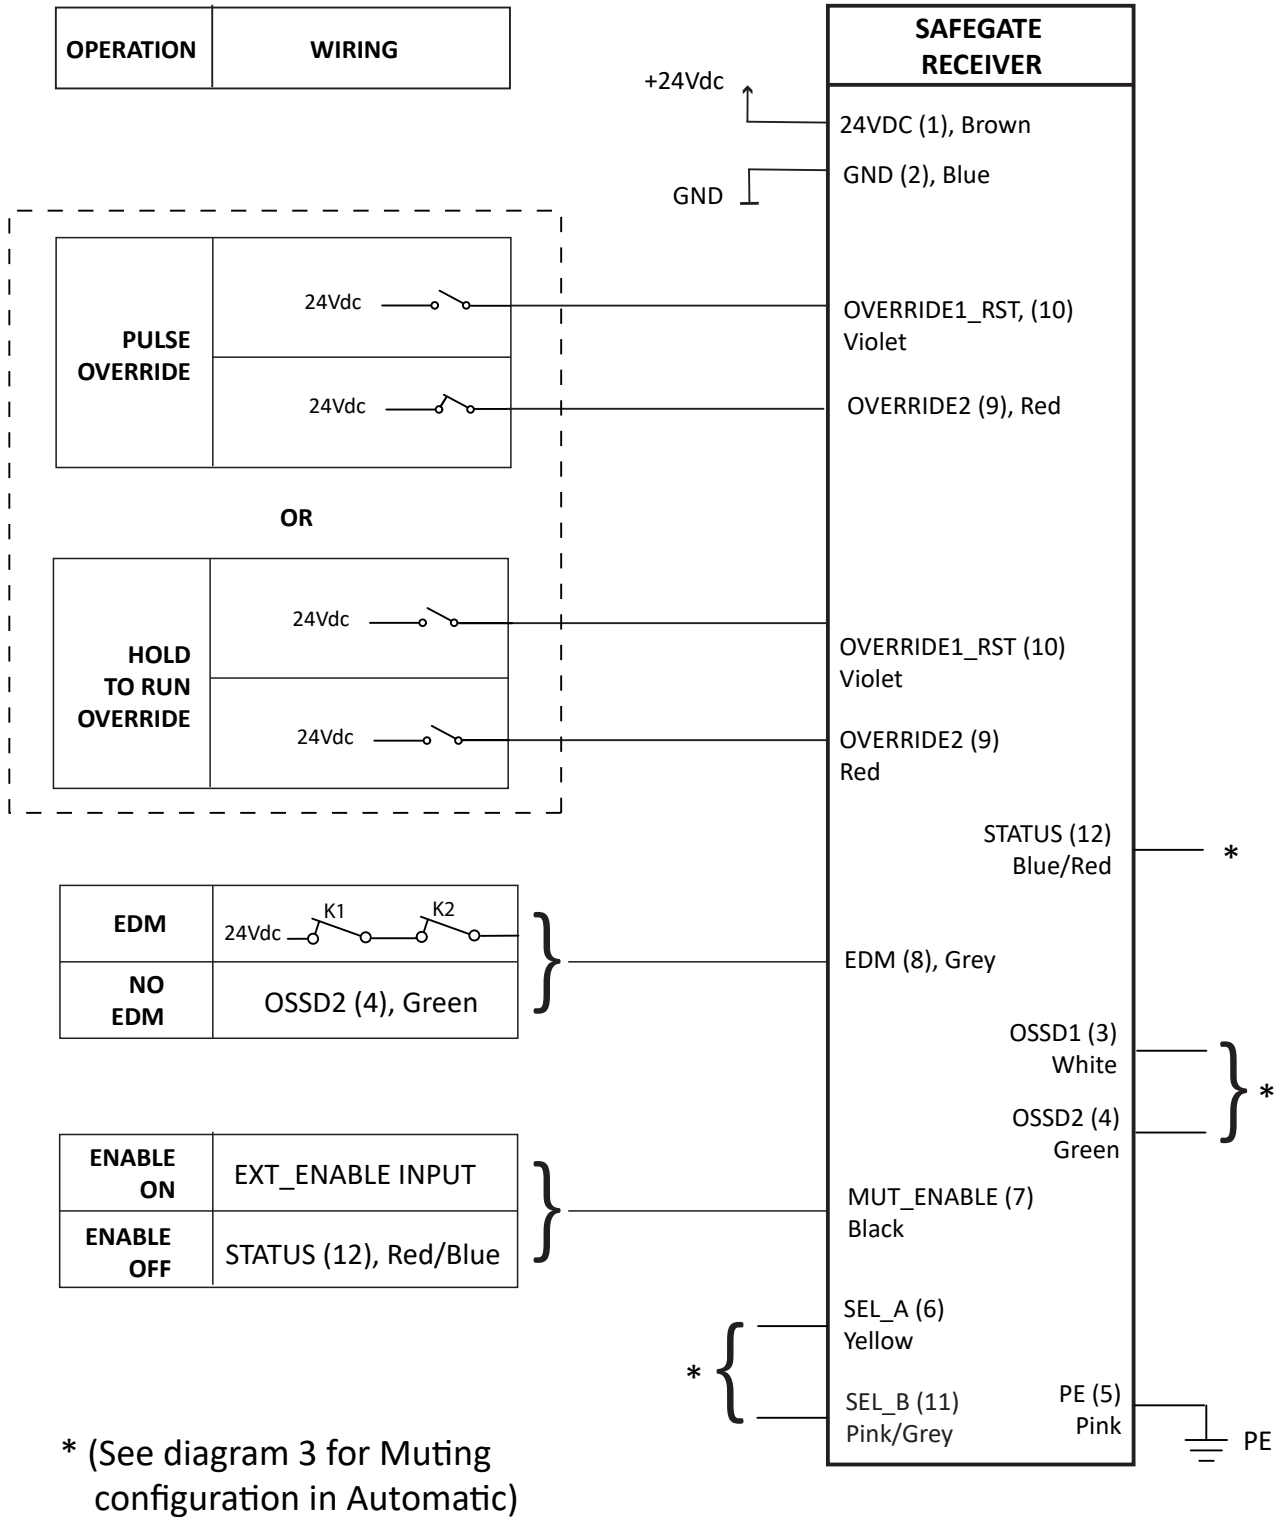 OPERATION WIRING
SAFEGATE
RECEIVER
+24Vdc
24VDC (1), Brown
GND
GND (2), Blue
PULSE
OVERRIDE
24Vdc
OVERRIDE1_RST, (10)
Violet
24Vdc
OVERRIDE2 (9), Red
OR
HOLD
TO RUN
OVERRIDE
24Vdc
OVERRIDE1_RST (10)
Violet
24Vdc
OVERRIDE2 (9)
Red
STATUS (12)
Blue/Red
*
EDM
24Vdc
K1
K2
NO
EDM
OSSD2 (4), Green
EDM (8), Grey
OSSD1 (3)
White
OSSD2 (4)
Green
*
ENABLE
ON
EXT_ENABLE INPUT
ENABLE
OFF
STATUS (12), Red/Blue
MUT_ENABLE (7)
Black
SEL_A (6)
Yellow
*
SEL_B (11)
Pink/Grey
PE (5)
Pink
PE
* (See diagram 3 for Muting
configuration in Automatic)